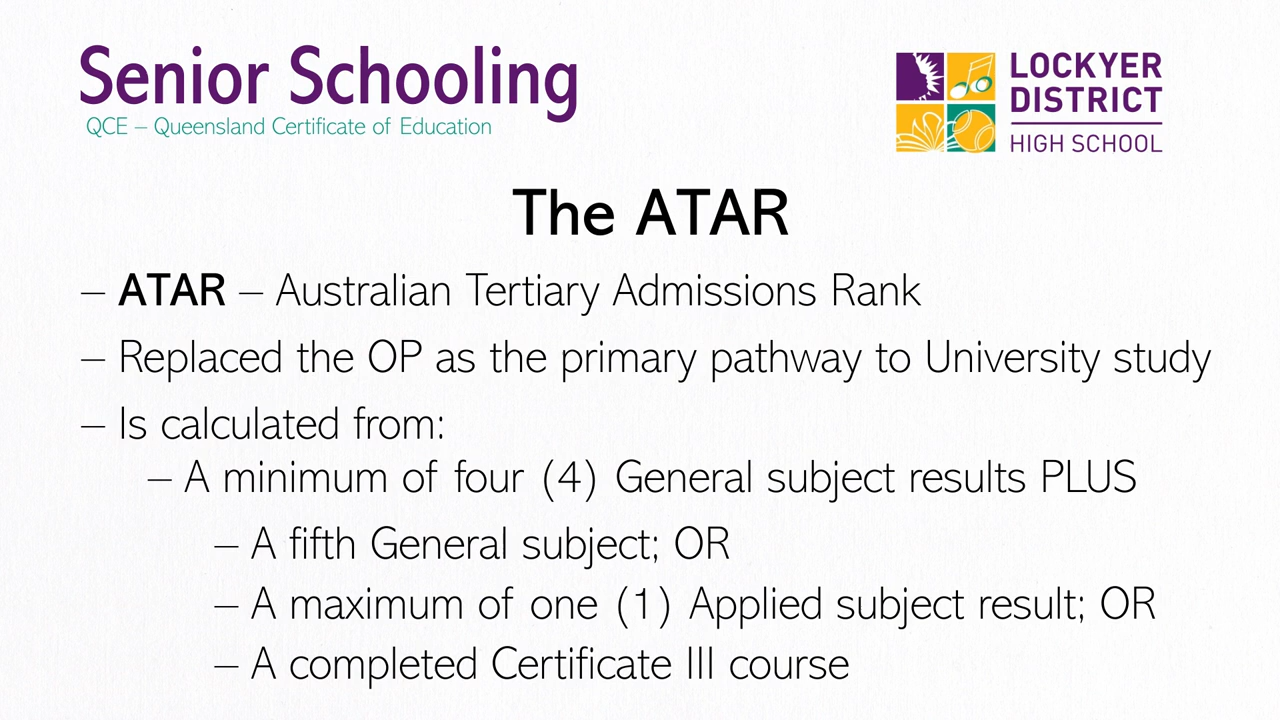 Senior Schooling
QCE – Queensland Certificate of Education
LOCKYER
DISTRICT
HIGH SCHOOL
The ATAR
– ATAR – Australian Tertiary Admissions Rank
– Replaced the OP as the primary pathway to University study
– Is calculated from:
– A minimum of four (4) General subject results PLUS
– A fifth General subject; OR
– A maximum of one (1) Applied subject result; OR
– A completed Certificate III course